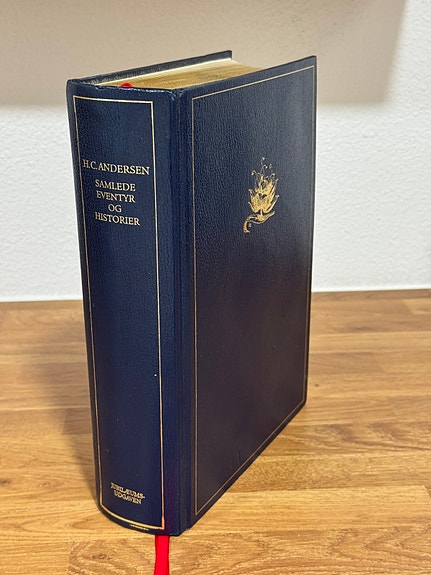 H.C. ANDERSEN
SAMLEDE
EVENTYR
OG
HISTORIER
JUBILÆUMS-
UDGAVEN